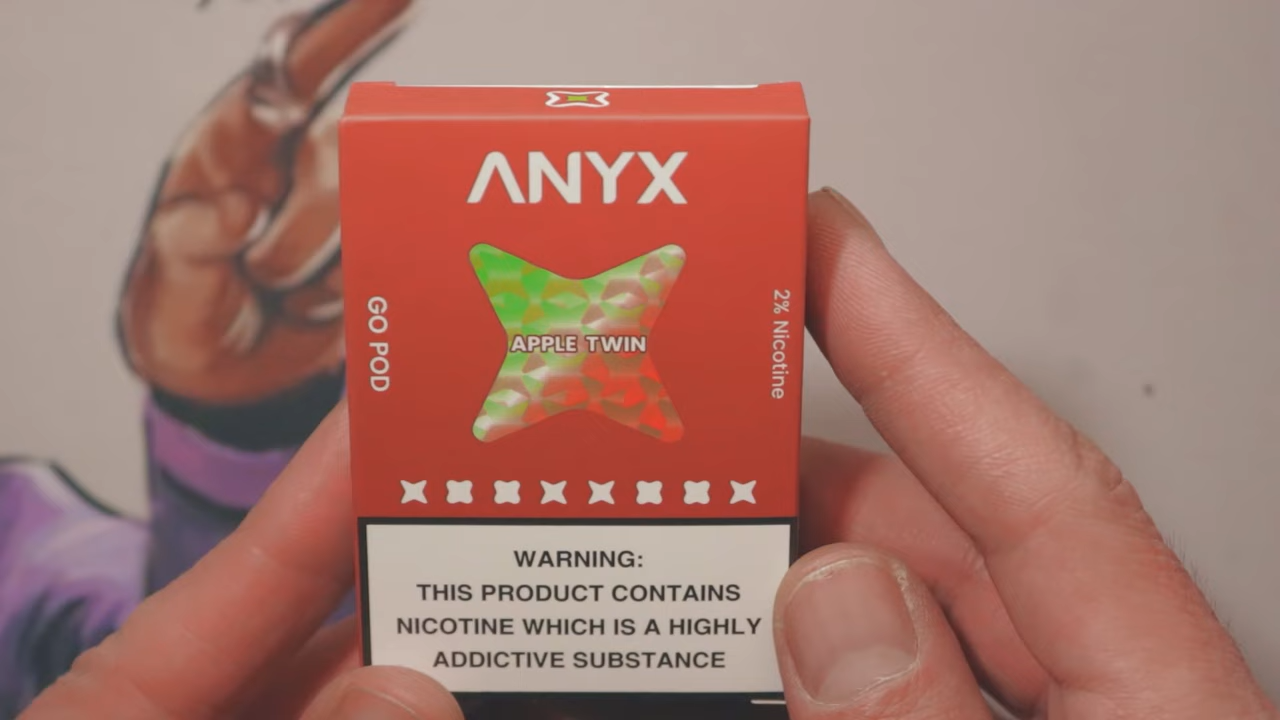 ANYX
APPLE TWIN
GO POD
2% Nicotine
WARNING:
THIS PRODUCT CONTAINS
NICOTINE WHICH IS A HIGHLY
ADDICTIVE SUBSTANCE